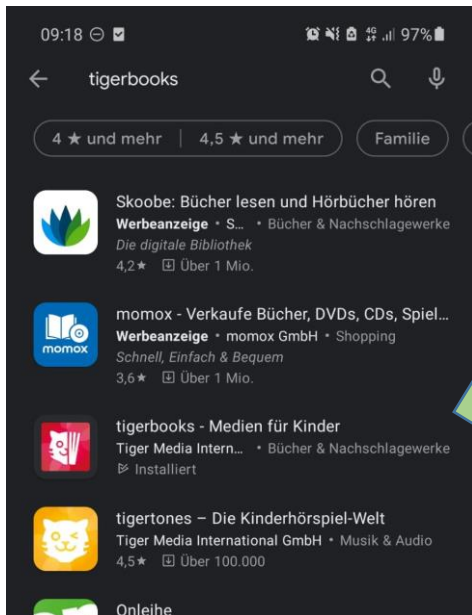 09:18 4G 97%
tigerbooks
4 ★ und mehr | 4,5 ★ und mehr Familie
Skoobe: Bücher lesen und Hörbücher hören
Werbeanzeige • S... • Bücher & Nachschlagewerke
Die digitale Bibliothek
4,2★ Über 1 Mio.
momox
momox - Verkaufe Bücher, DVDs, CDs, Spiel...
Werbeanzeige • momox GmbH • Shopping
Schnell, Einfach & Bequem
3,6★ Über 1 Mio.
tigerbooks - Medien für Kinder
Tiger Media Intern... • Bücher & Nachschlagewerke
Installiert
tigertones – Die Kinderhörspiel-Welt
Tiger Media International GmbH • Musik & Audio
4,5★ Über 100.000
Onleihe